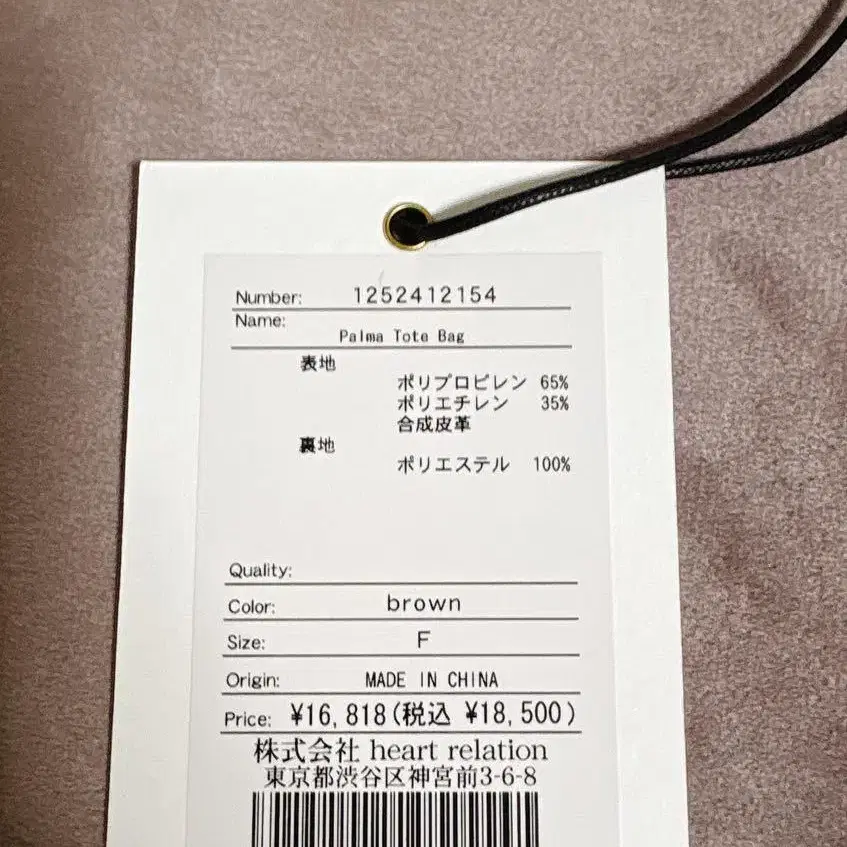 Number: 1252412154
Name:
Palma Tote Bag
表地
ポリプロピレン 65%
ポリエチレン 35%
合成皮革
裏地
ポリエステル 100%
Quality:
Color: brown
Size: F
Origin: MADE IN CHINA
Price: ¥16,818(税込 ¥18,500)
株式会社 heart relation
東京都渋谷区神宮前3-6-8